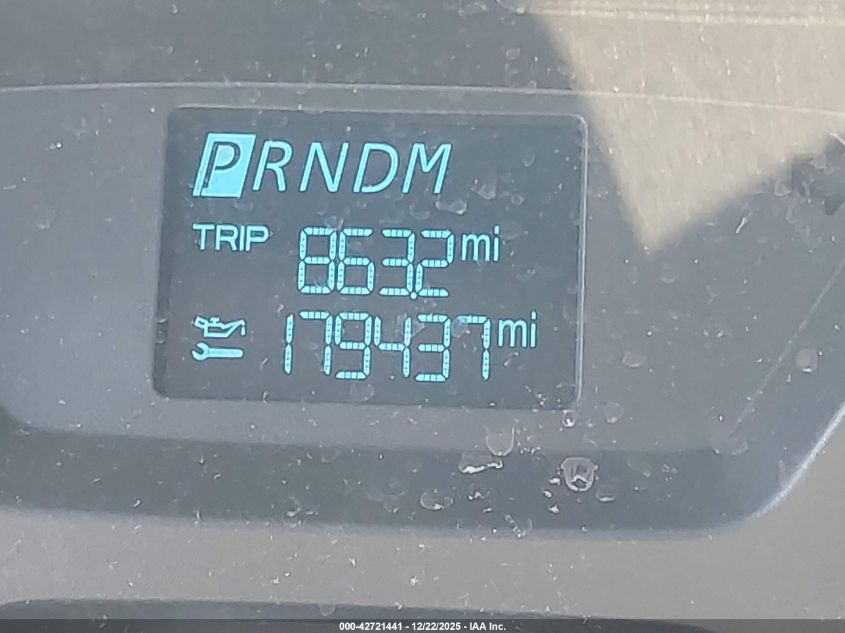 PRNDM
TRIP 863.2 mi
179437 mi
000-42721441 - 12/22/2025 - IAA Inc.